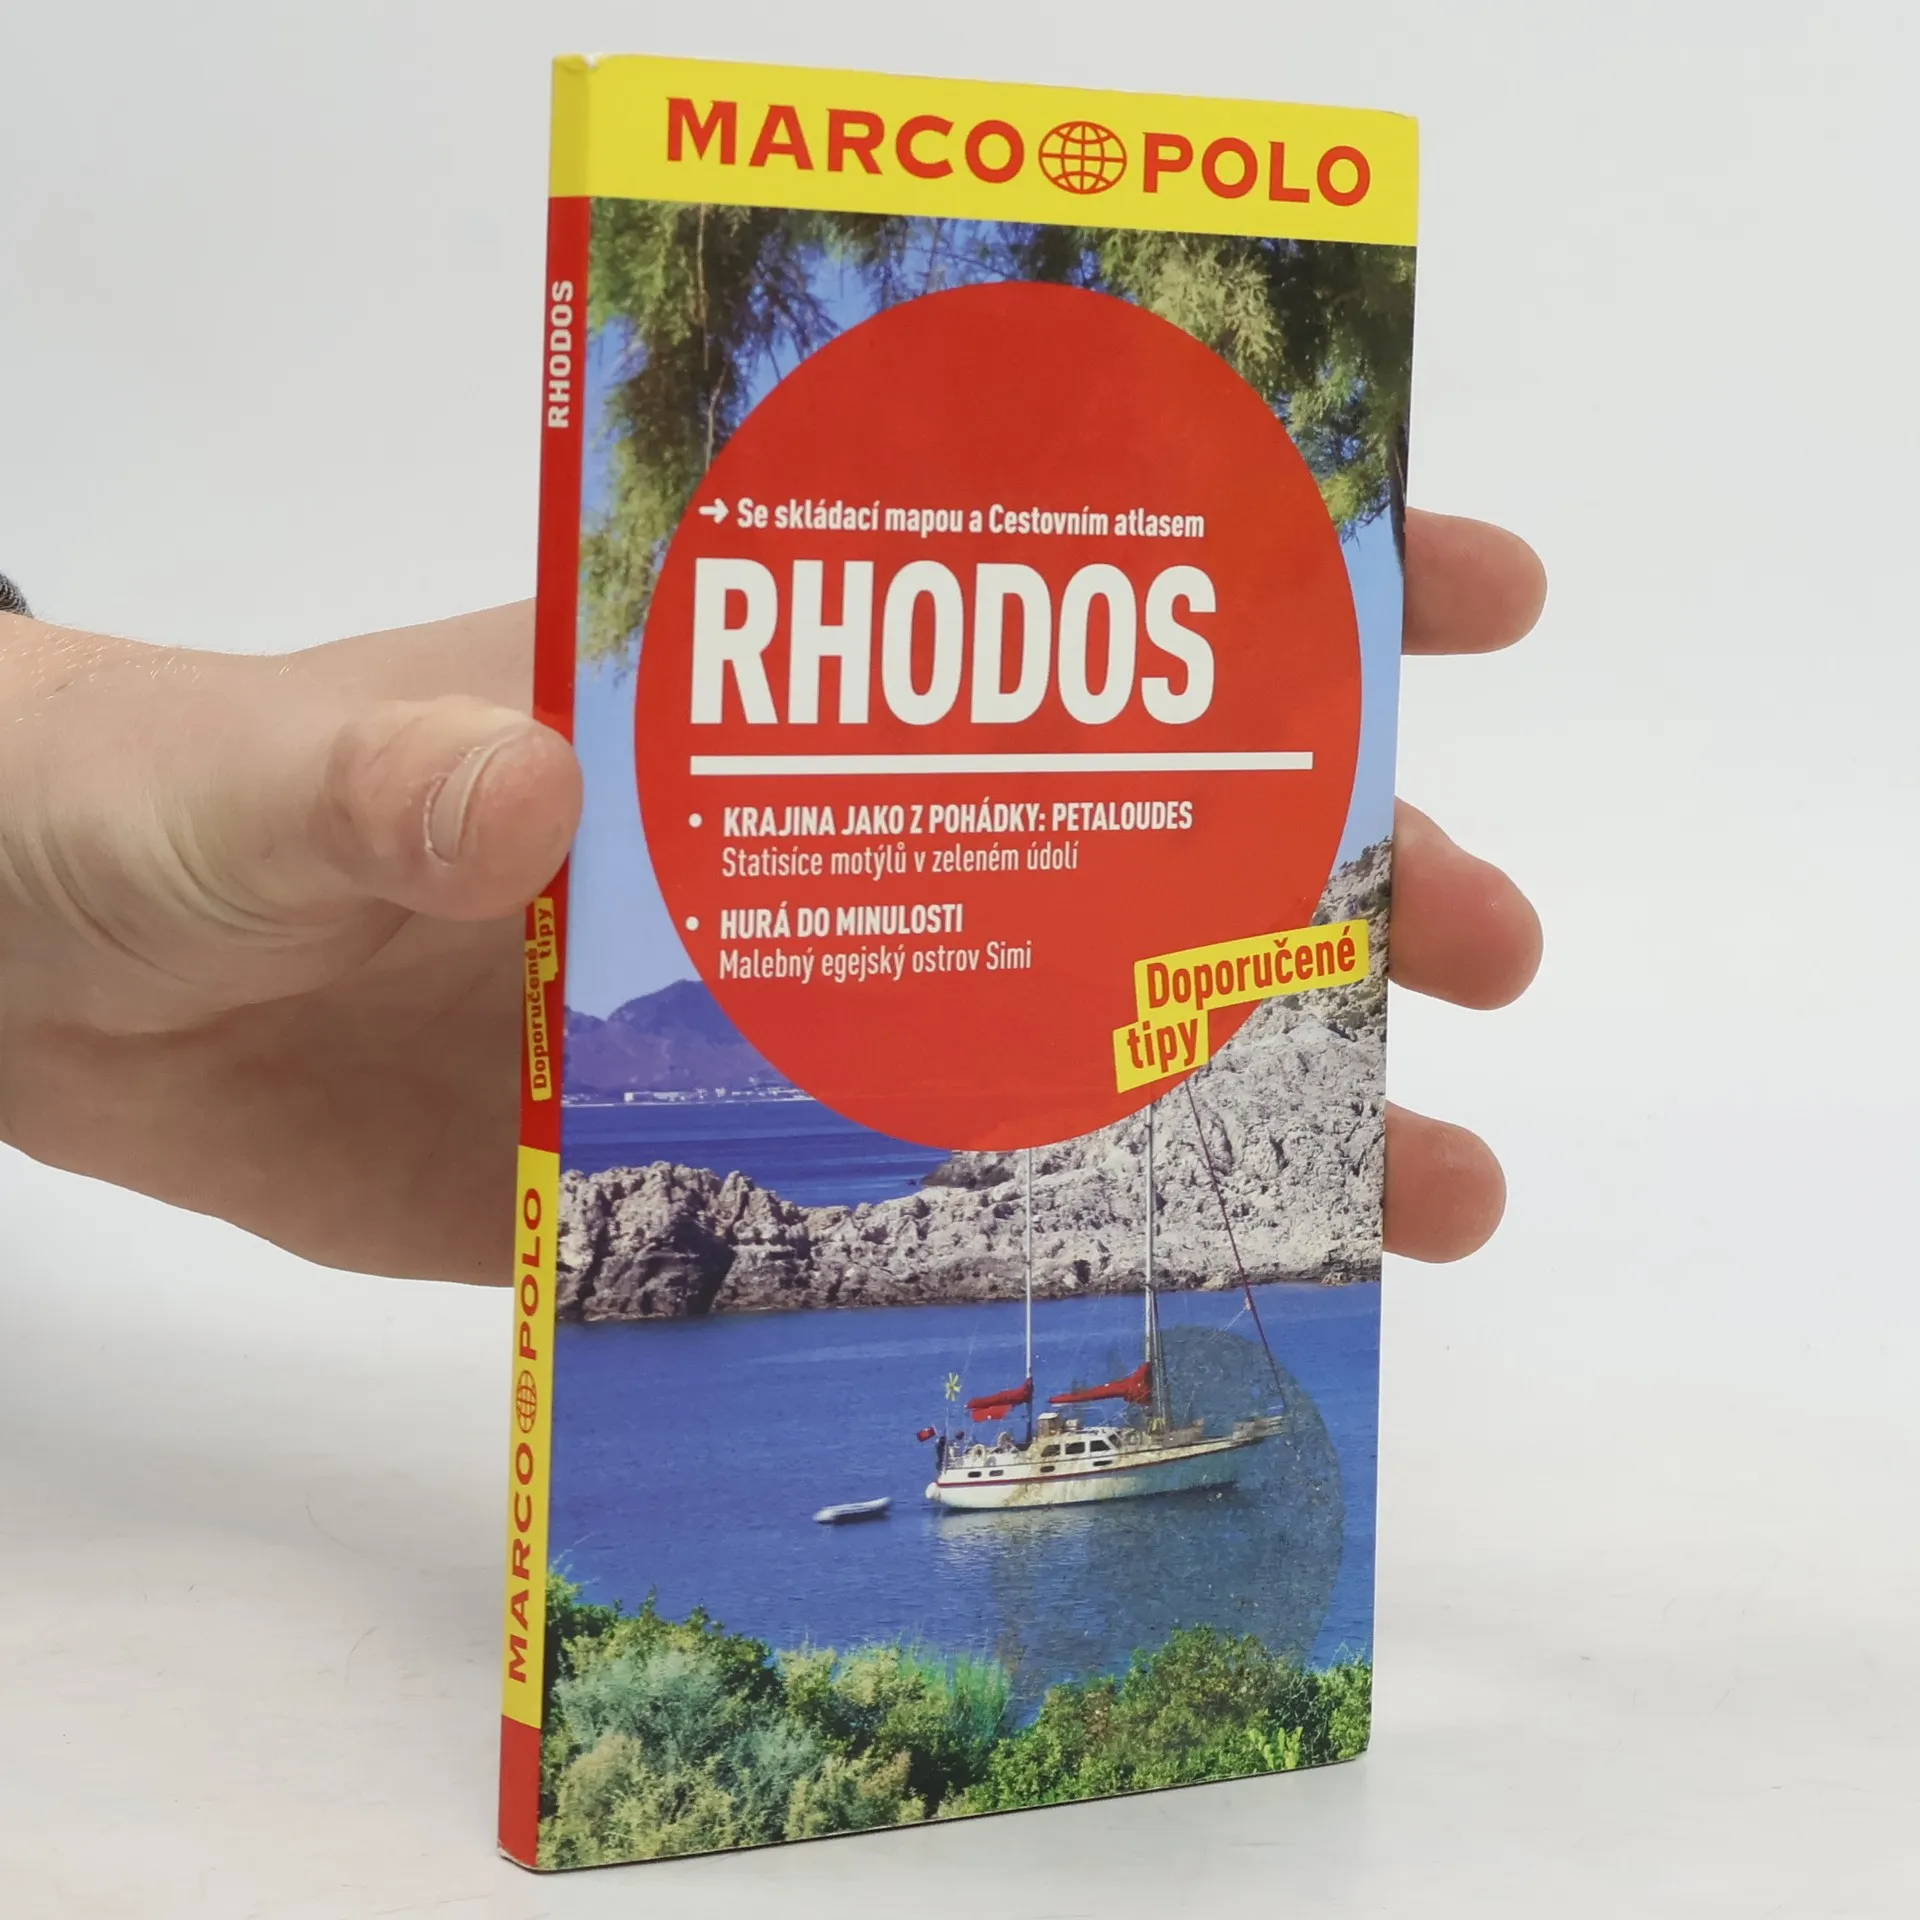 MARCO POLO
→ Se skládací mapou a Cestovním atlasem
RHODOS
• KRAJINA JAKO Z POHÁDKY: PETALOUDES
Statisíce motýlů v zeleném údolí
• HURÁ DO MINULOSTI
Malebný egejský ostrov Simi
Doporučené
tipy
RHODOS
Doporučené
tipy
MARCO POLO